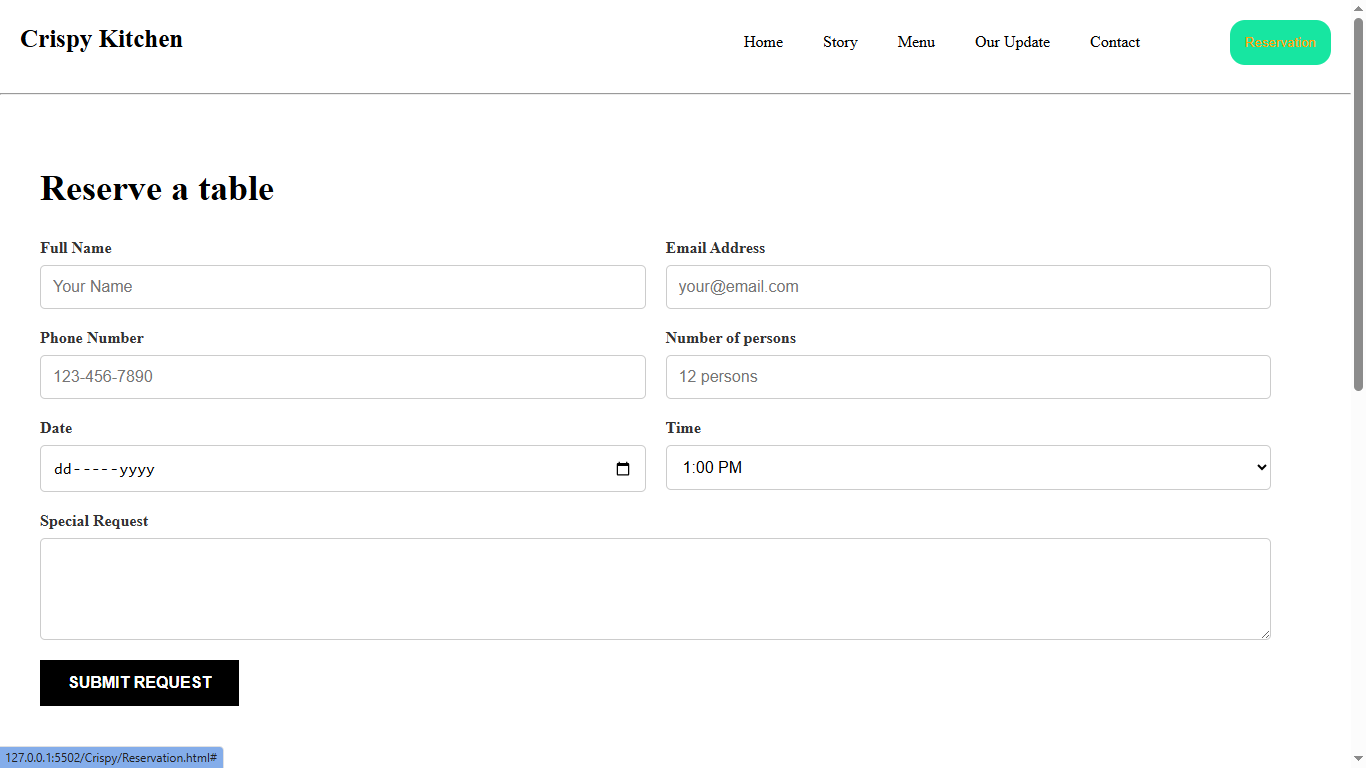 Crispy Kitchen
Home Story Menu Our Update Contact Reservation
Reserve a table
Full Name Email Address
Your Name your@email.com
Phone Number Number of persons
123-456-7890 12 persons
Date Time
dd-----yyyy 1:00 PM
Special Request
SUBMIT REQUEST
127.0.0.1:5502/Crispy/Reservation.html#